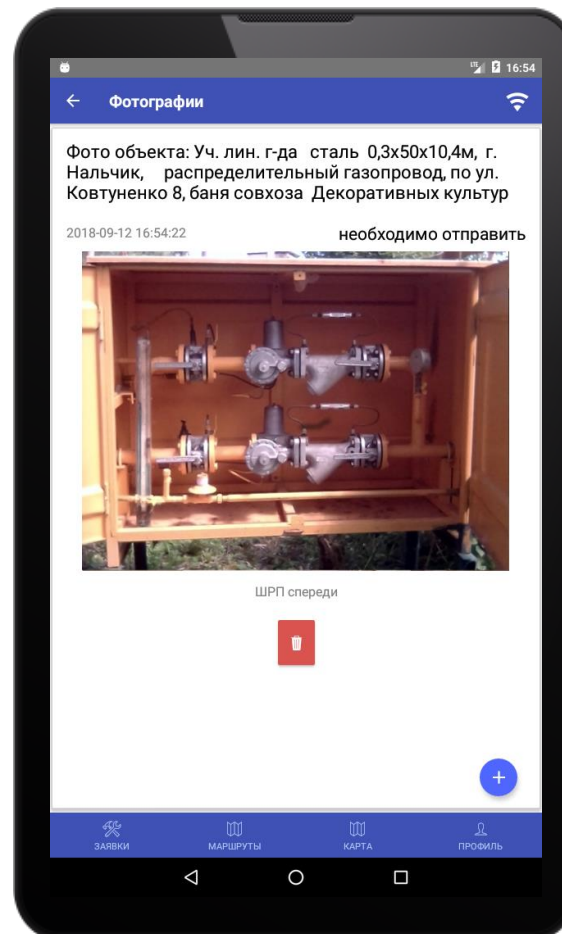 LTE 16:54
Фотографии
Фото объекта: Уч. лин. г-да сталь 0,3х50х10,4м, г.
Нальчик, распределительный газопровод, по ул.
Ковтуненко 8, баня совхоза Декоративных культур
2018-09-12 16:54:22 необходимо отправить
ШРП спереди
ЗАЯВКИ МАРШРУТЫ КАРТА ПРОФИЛЬ